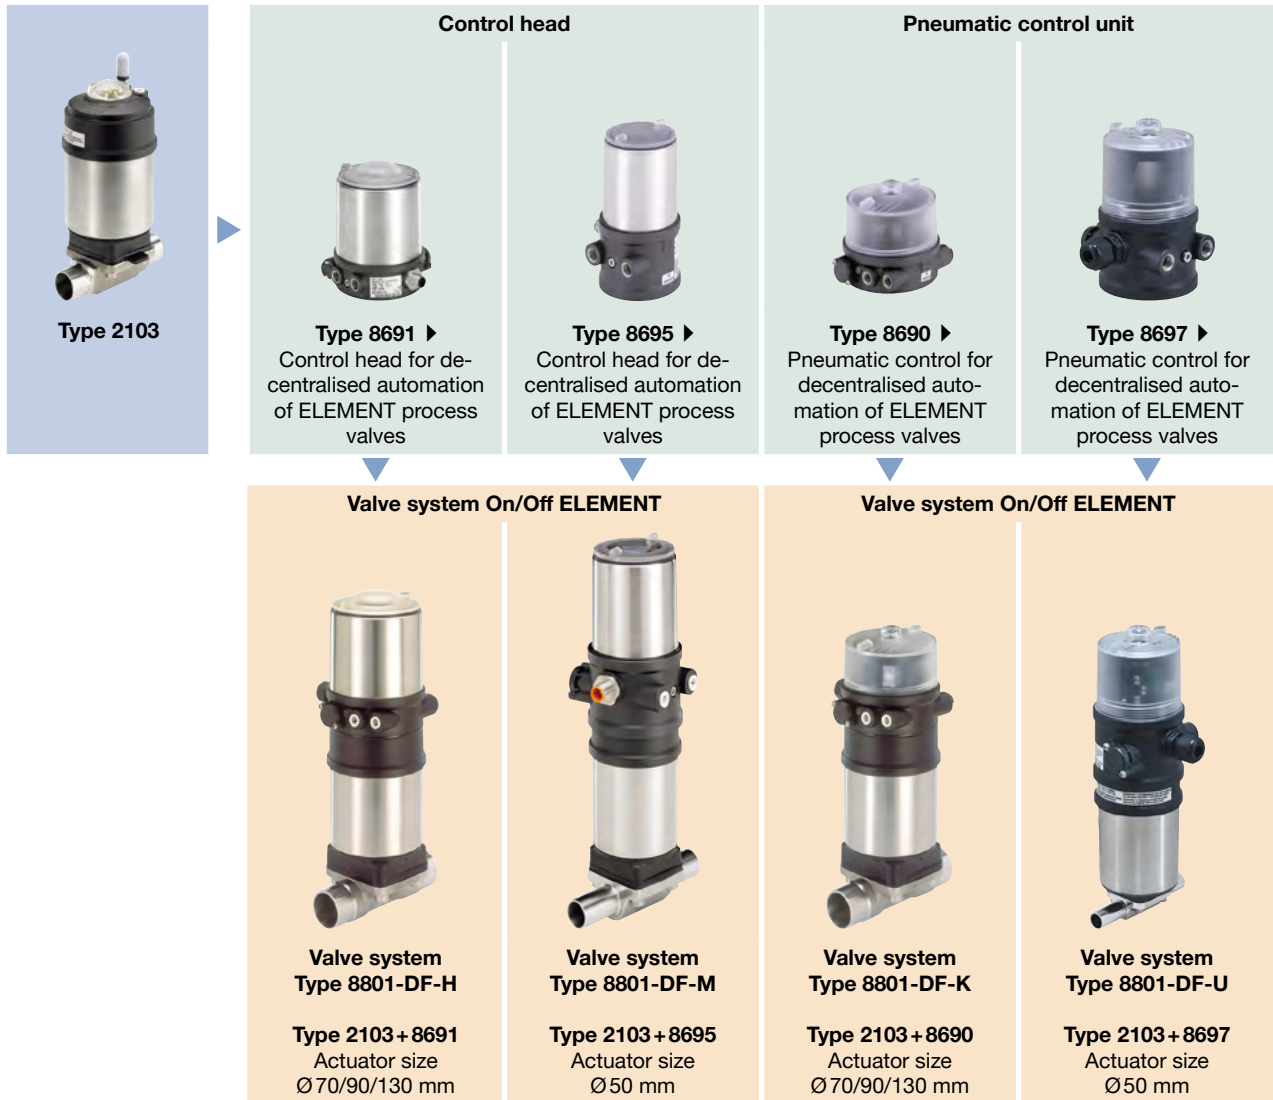 Control head
Pneumatic control unit
Type 2103
Type 8691
Control head for de-
centralised automation
of ELEMENT process
valves
Type 8695
Control head for de-
centralised automation
of ELEMENT process
valves
Type 8690
Pneumatic control for
decentralised auto-
mation of ELEMENT
process valves
Type 8697
Pneumatic control for
decentralised auto-
mation of ELEMENT
process valves
Valve system On/Off ELEMENT
Valve system On/Off ELEMENT
Valve system
Type 8801-DF-H
Type 2103+8691
Actuator size
Ø70/90/130 mm
Valve system
Type 8801-DF-M
Type 2103+8695
Actuator size
Ø50 mm
Valve system
Type 8801-DF-K
Type 2103+8690
Actuator size
Ø70/90/130 mm
Valve system
Type 8801-DF-U
Type 2103+8697
Actuator size
Ø50 mm